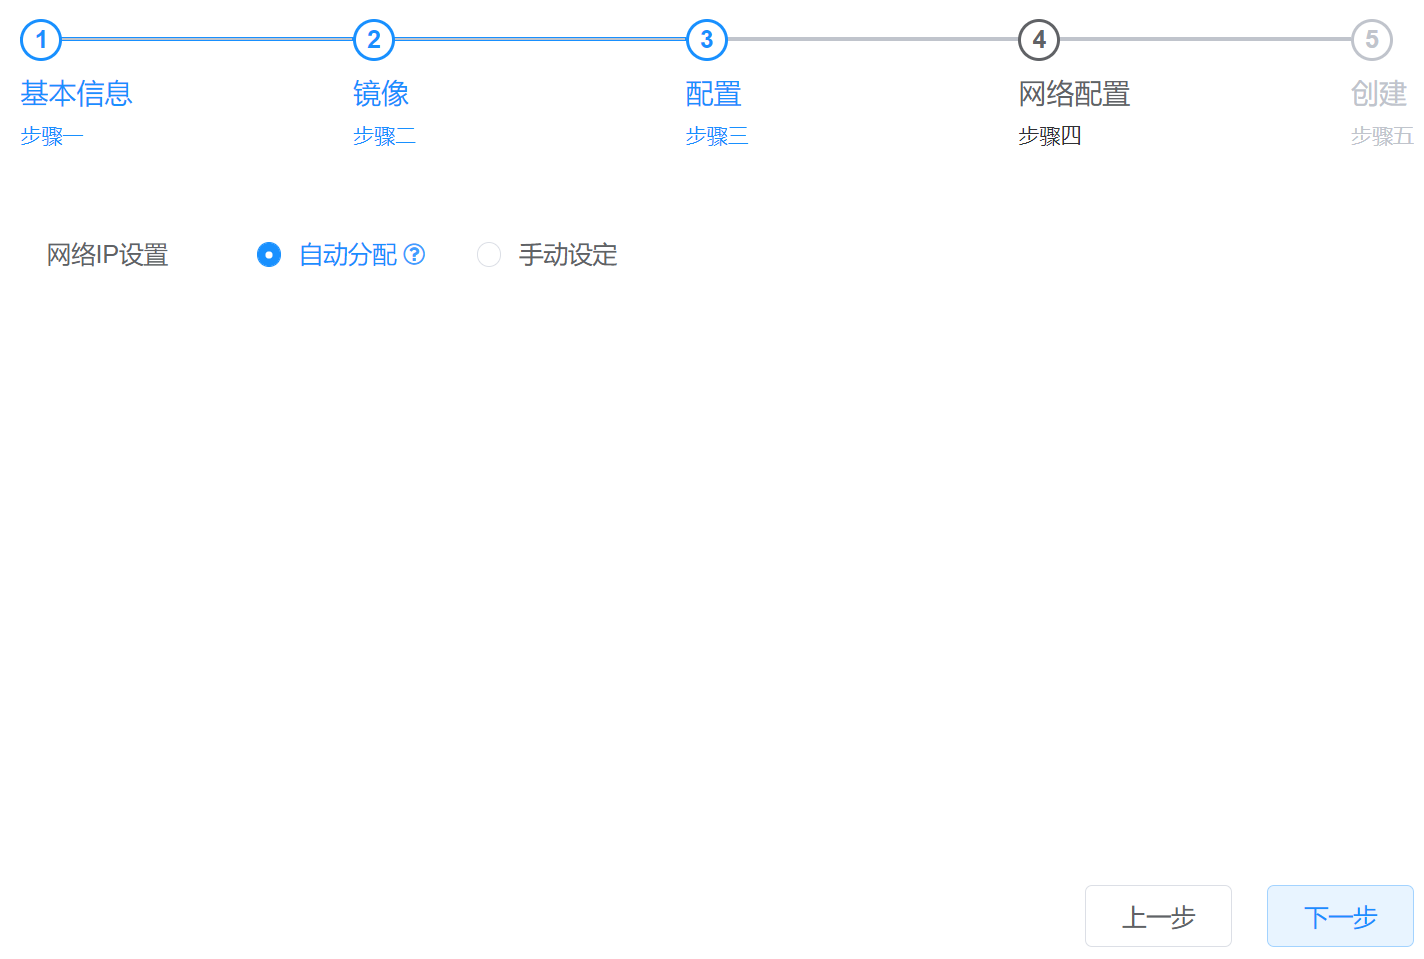 1 2 3 4 5
基本信息 镜像 配置 网络配置 创建
步骤一 步骤二 步骤三 步骤四 步骤五
网络IP设置 自动分配 ? 手动设定
上一步 下一步